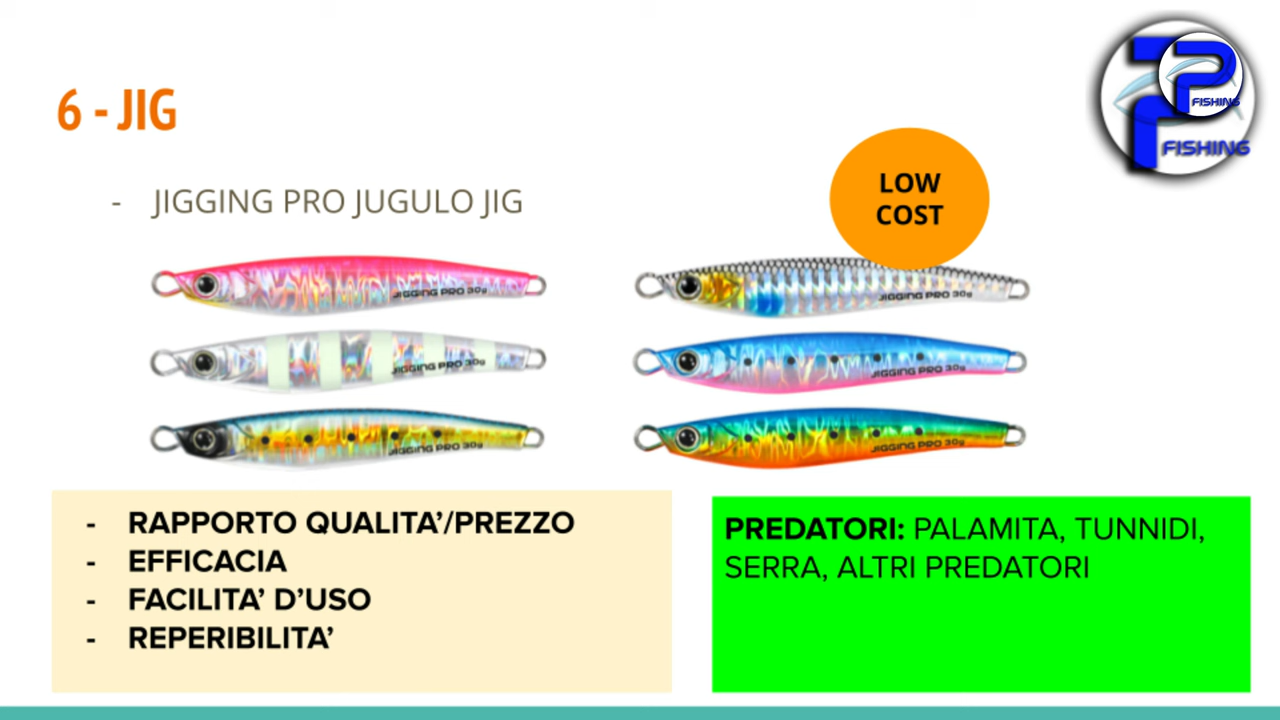 6 - JIG
P
FISHING
P
FISHING
- JIGGING PRO JUGULO JIG
LOW
COST
JIGGING PRO 30g
JIGGING PRO 30g
JIGGING PRO 30g
JIGGING PRO 30g
JIGGING PRO 30g
JIGGING PRO 30g
- RAPPORTO QUALITA'/PREZZO
- EFFICACIA
- FACILITA' D'USO
- REPERIBILITA'
PREDATORI: PALAMITA, TUNNIDI,
SERRA, ALTRI PREDATORI